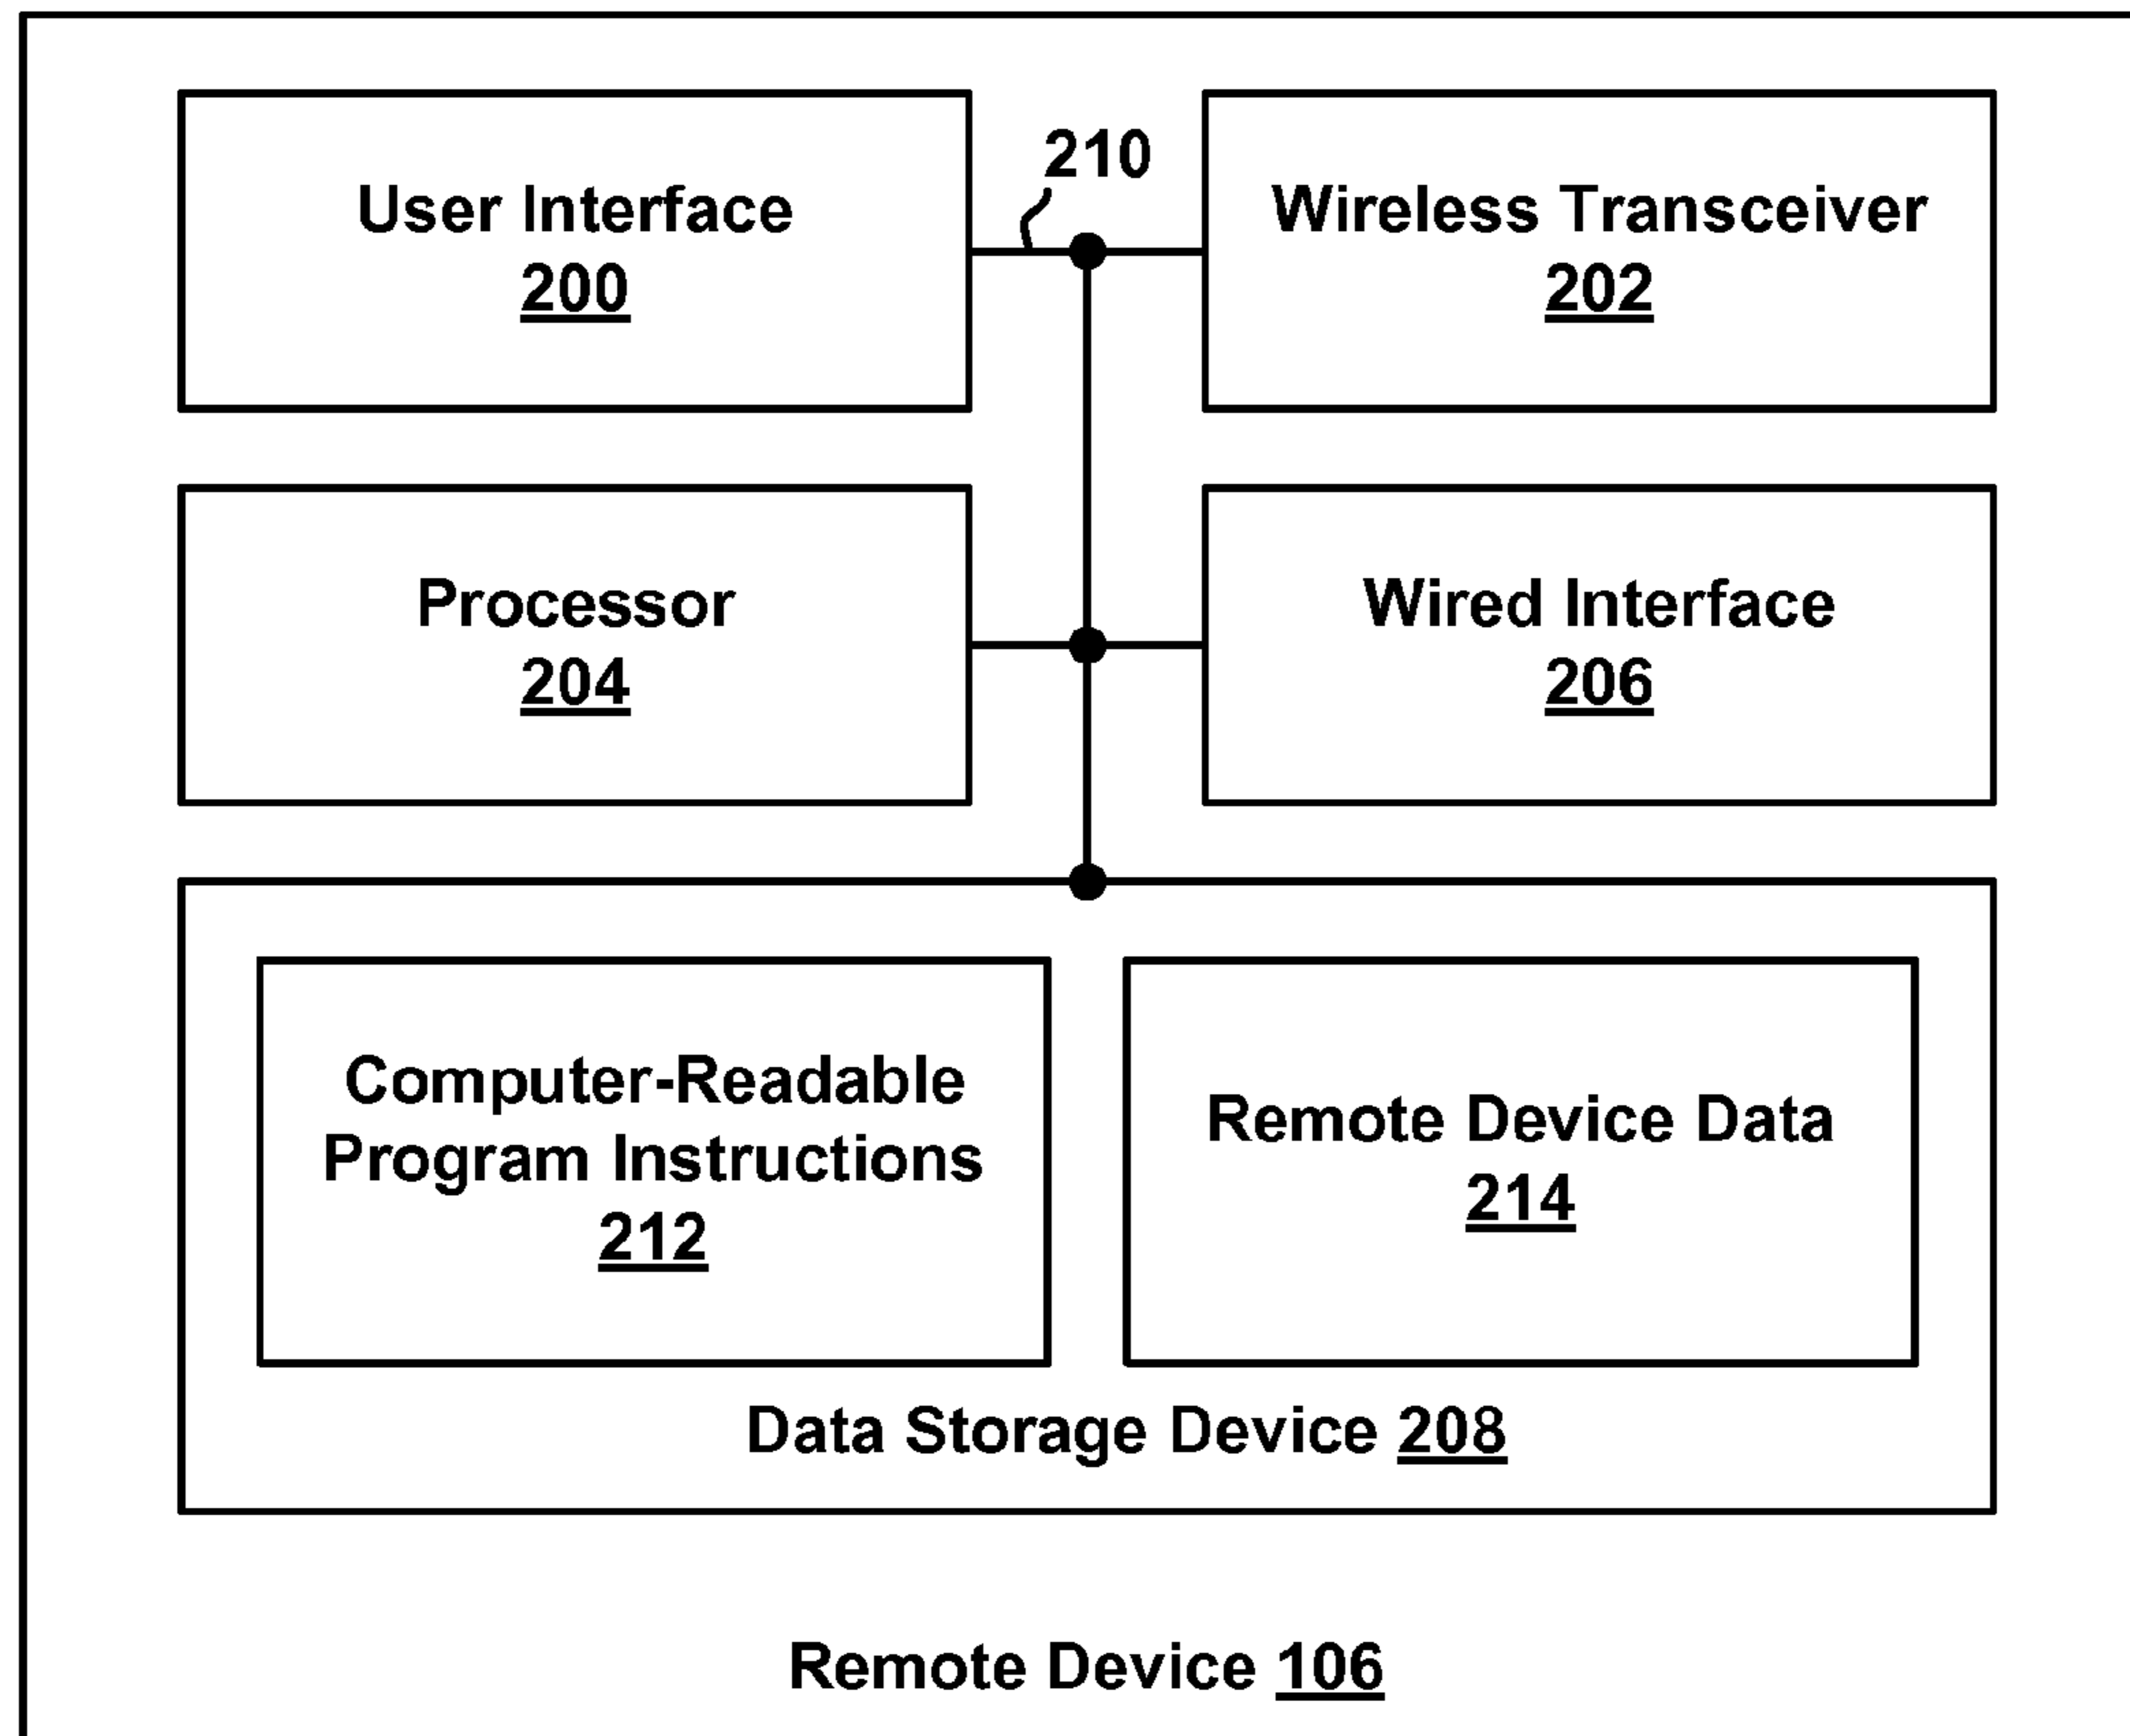 210
User Interface
200
Wireless Transceiver
202
Processor
204
Wired Interface
206
Computer-Readable
Program Instructions
212
Remote Device Data
214
Data Storage Device 208
Remote Device 106